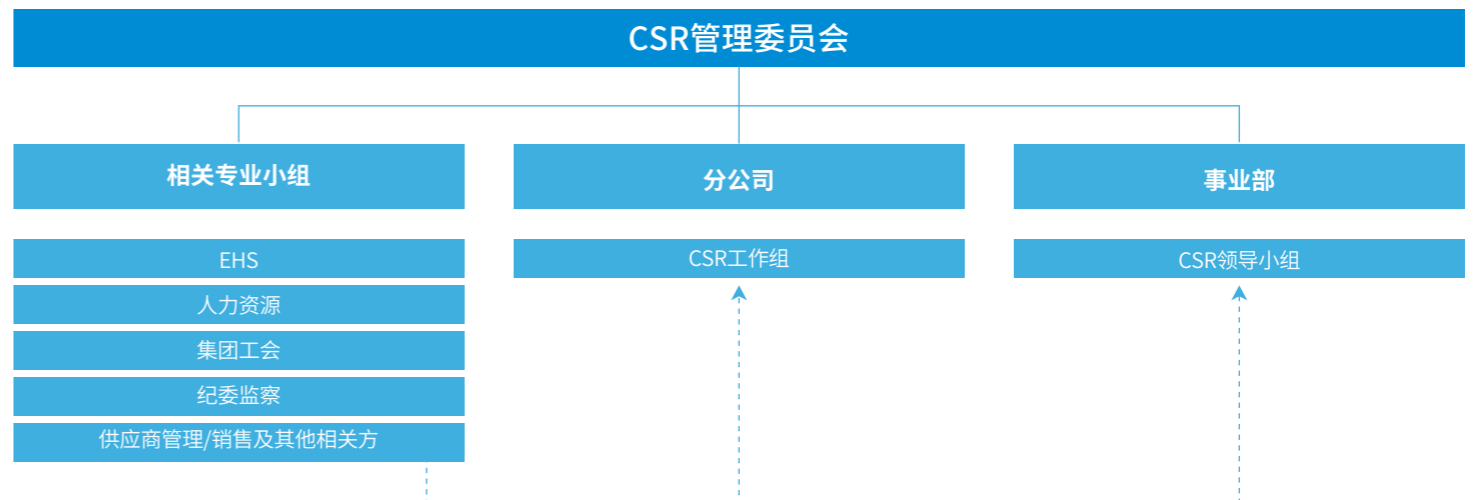 CSR管理委员会
相关专业小组
分公司
事业部
EHS
人力资源
集团工会
纪委监察
供应商管理/销售及其他相关方
CSR工作组
CSR领导小组